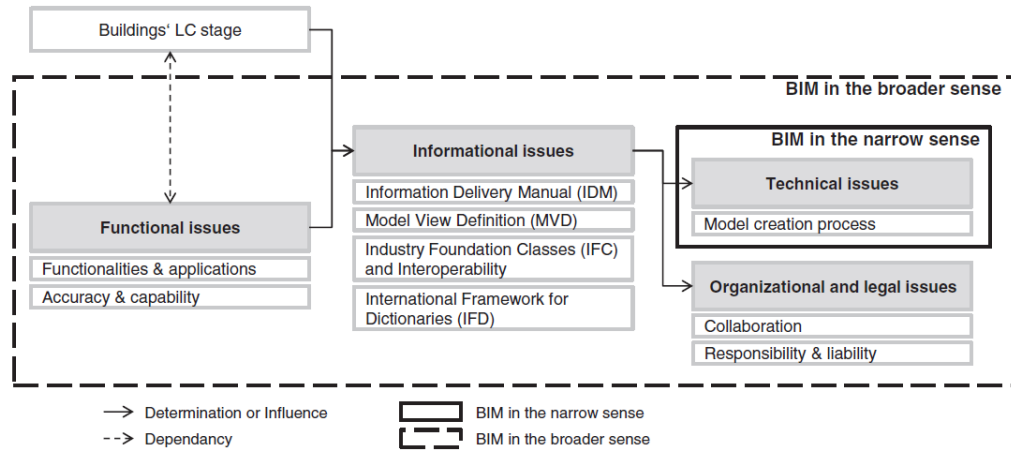 Buildings' LC stage
BIM in the broader sense
BIM in the narrow sense
Informational issues
Information Delivery Manual (IDM)
Model View Definition (MVD)
Industry Foundation Classes (IFC)
and Interoperability
International Framework for
Dictionaries (IFD)
Functional issues
Functionalities & applications
Accuracy & capability
Technical issues
Model creation process
Organizational and legal issues
Collaboration
Responsibility & liability
Determination or Influence
Dependancy
BIM in the narrow sense
BIM in the broader sense